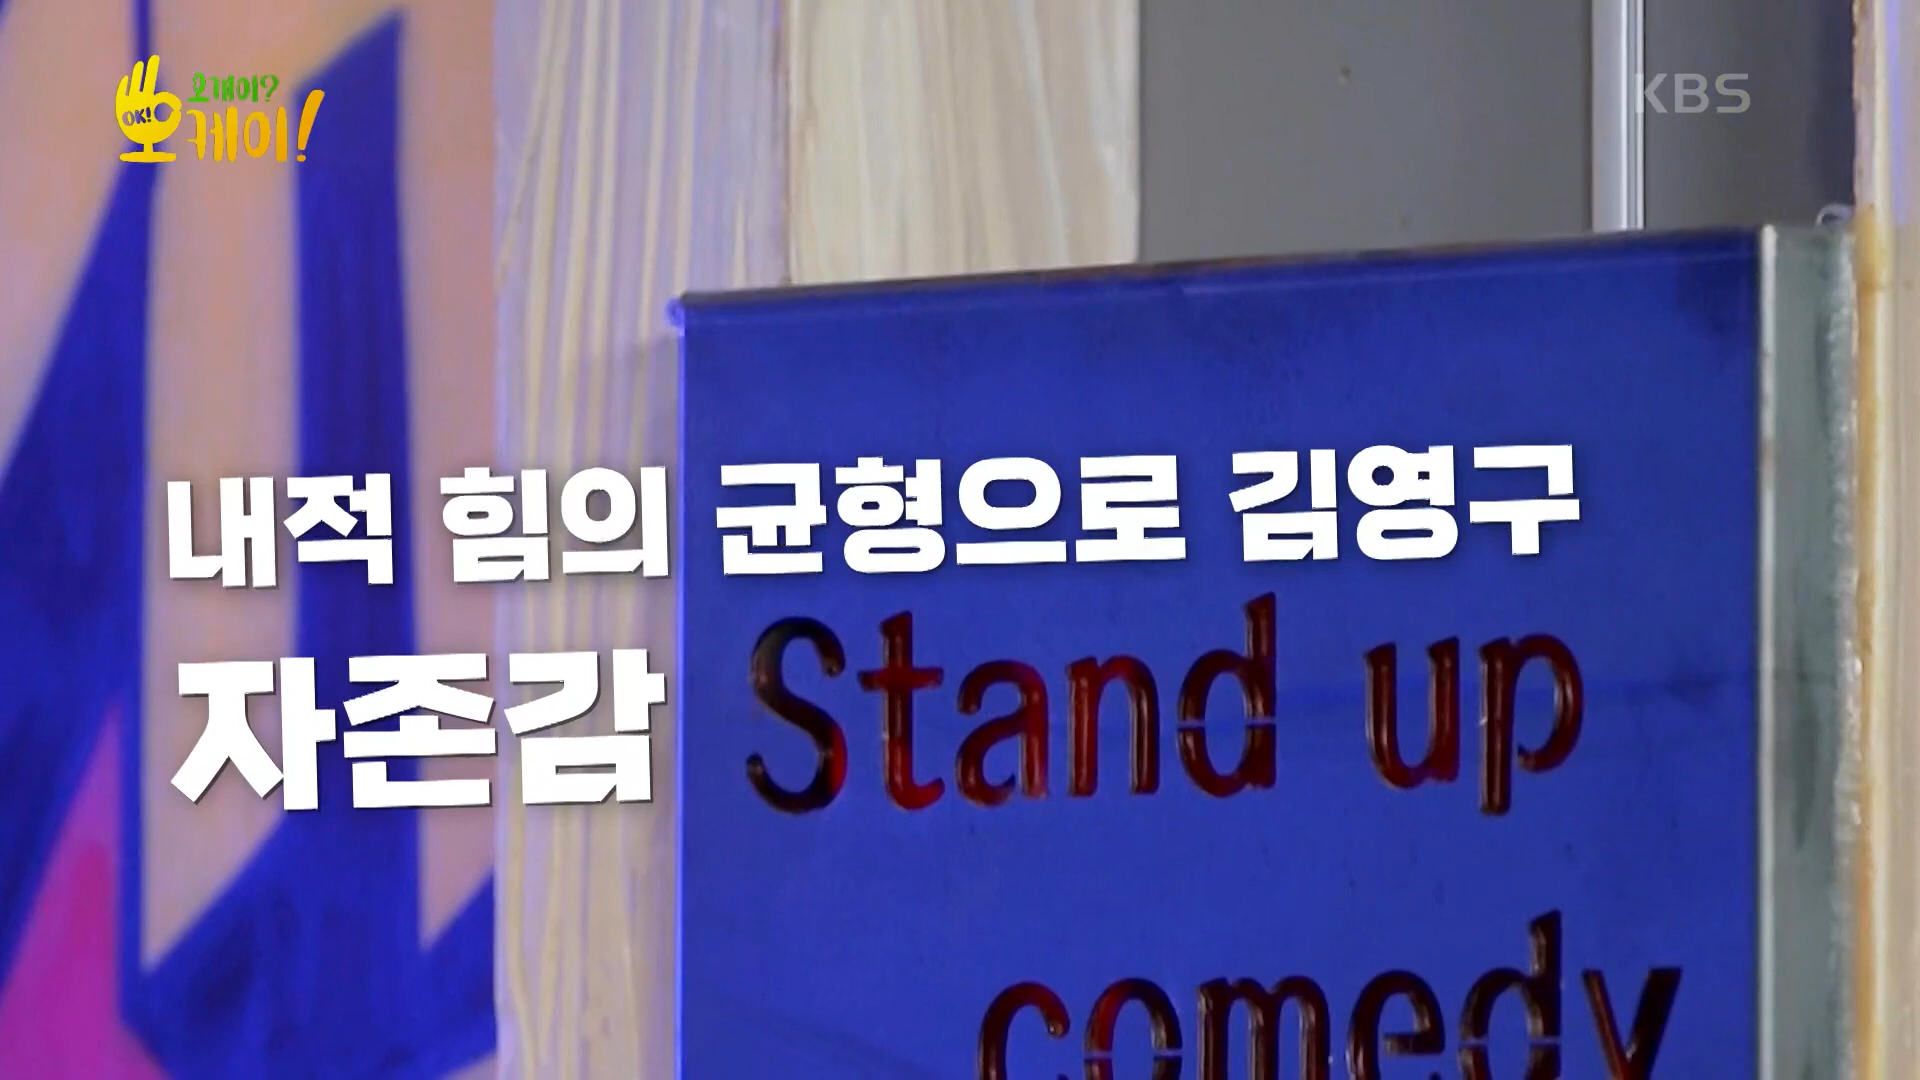 오케이?
OK!
오케이!
KBS
내적 힘의 균형으로 김영구
자존감
Stand up
comedy